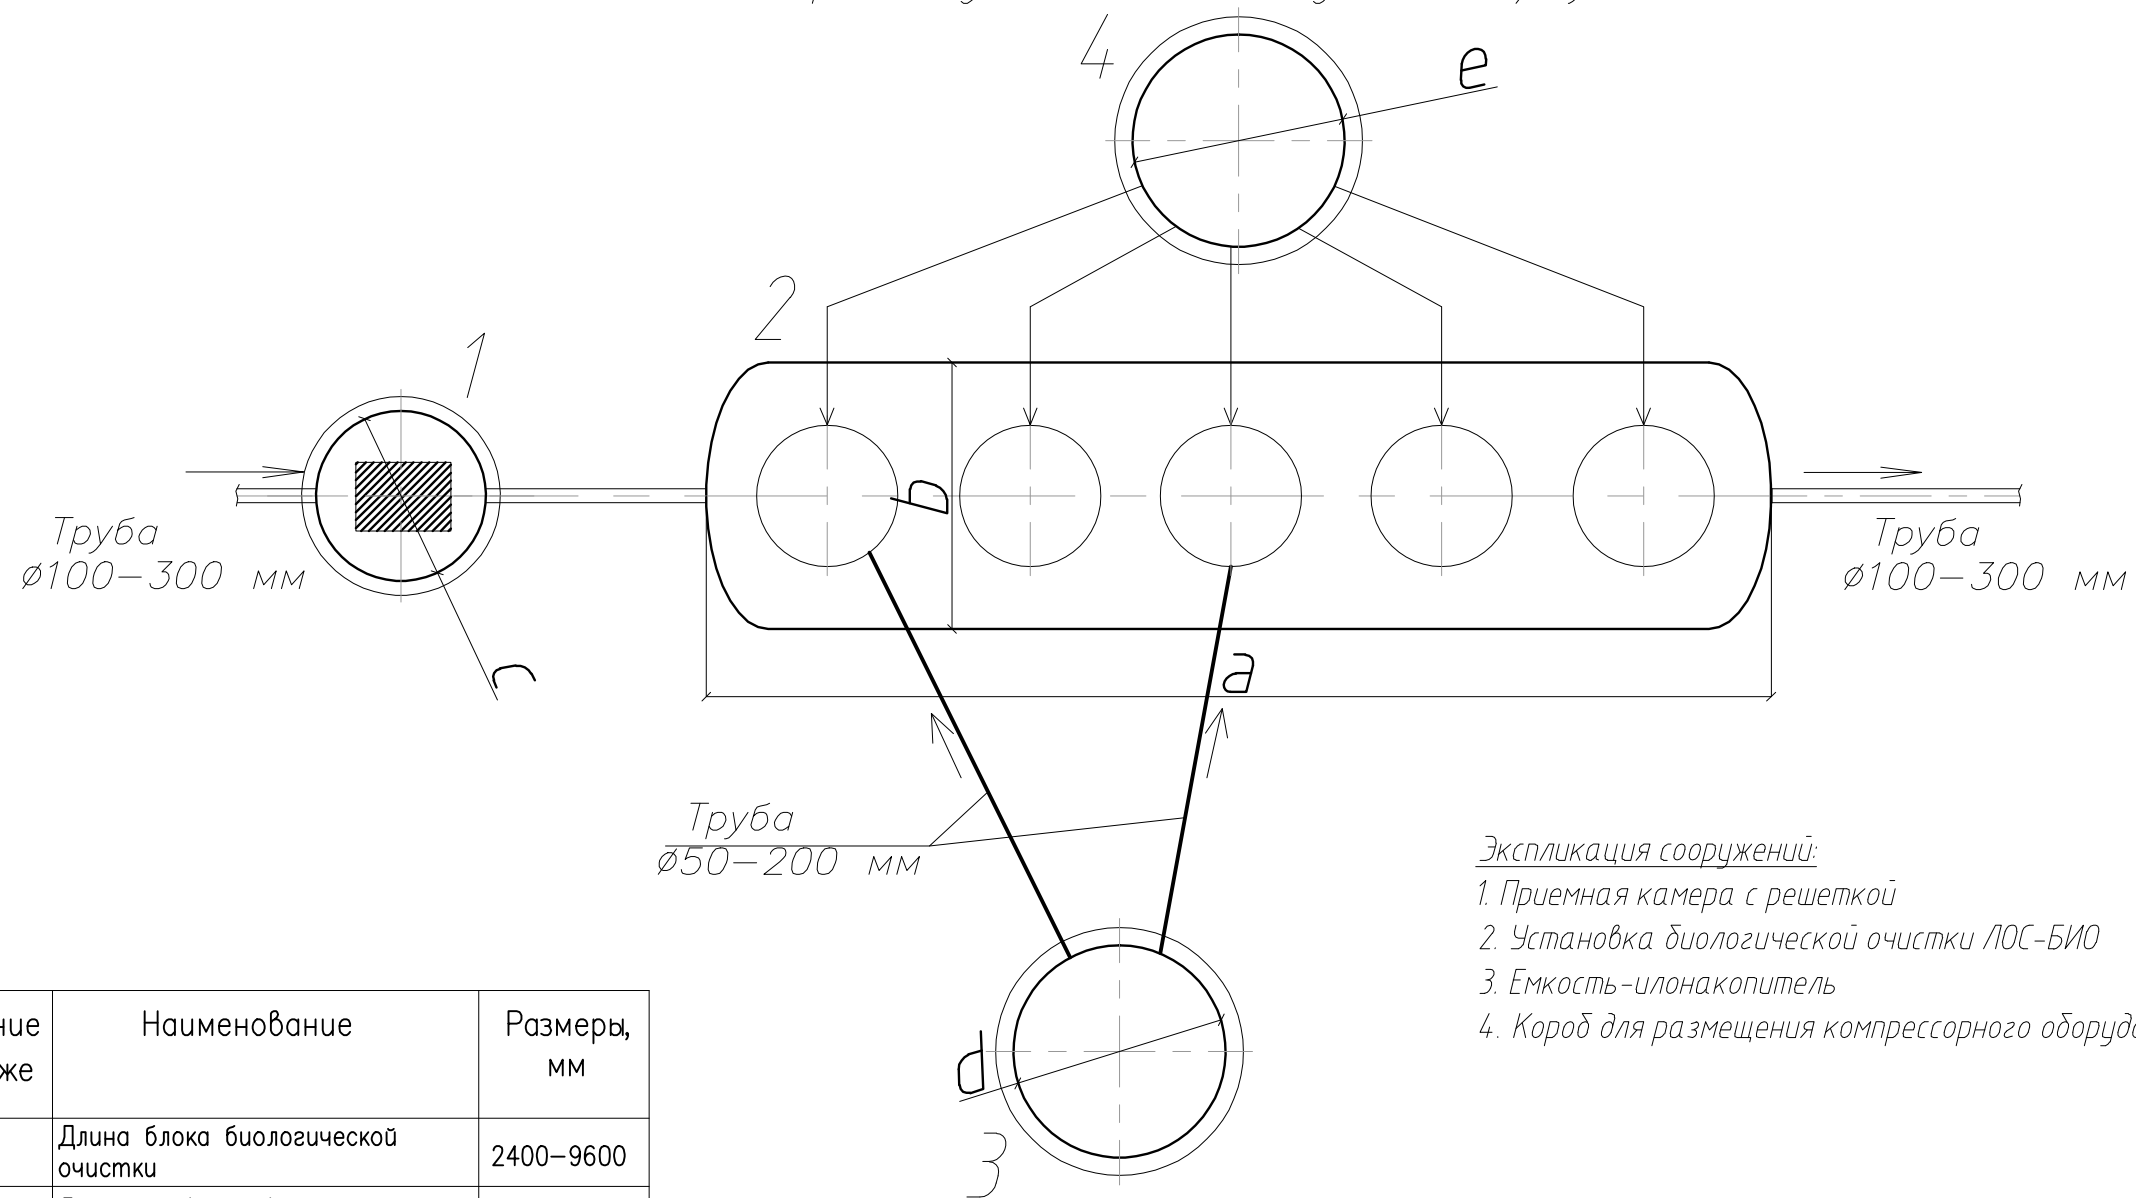 4
e
2
1
b
Труба
ø100-300 мм
Труба
ø100-300 мм
c
a
Труба
ø50-200 мм
Экспликация сооружений:
1. Приемная камера с решеткой
2. Установка биологической очистки ЛОС-БИО
3. Емкость-илонакопитель
4. Короб для размещения компрессорного
d
3
Наименование
Размеры,
мм
Длина блока биологической
очистки
2400-9600